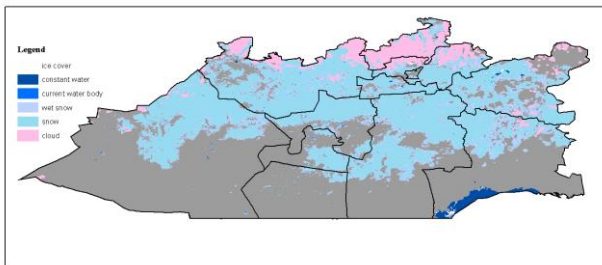 Legend
ice cover
constant water
current water body
wet snow
snow
cloud